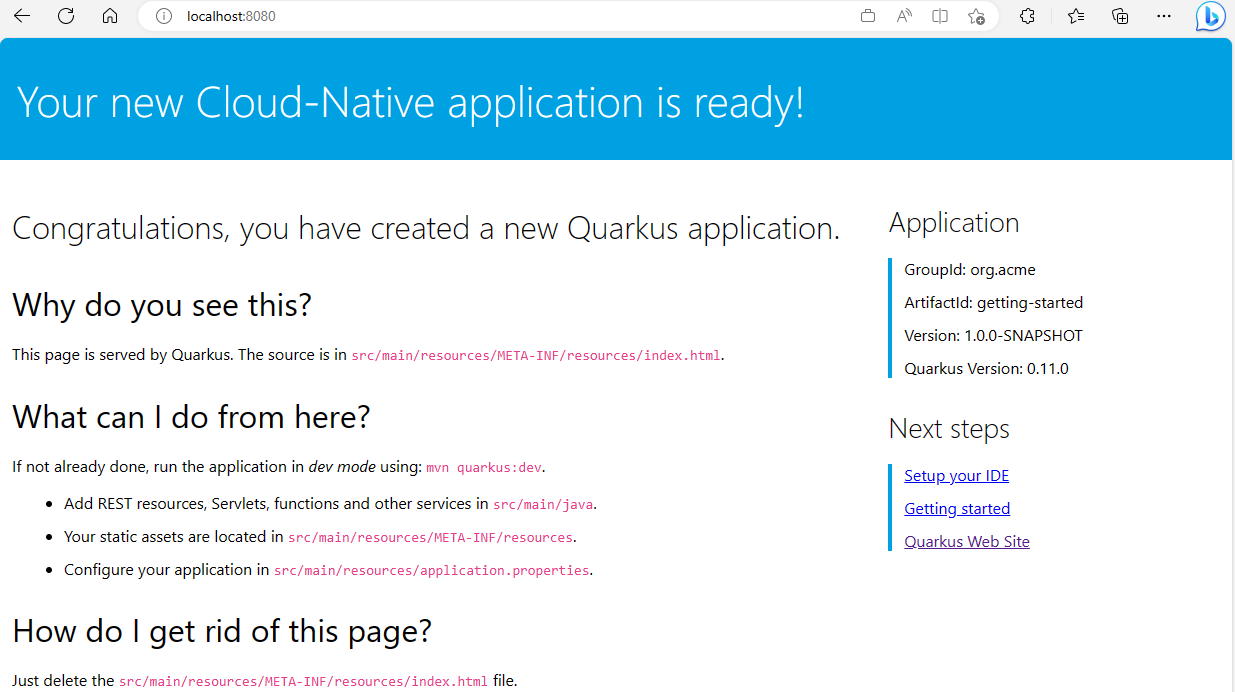 localhost:8080
Your new Cloud-Native application is ready!
Congratulations, you have created a new Quarkus application.
Why do you see this?
This page is served by Quarkus. The source is in src/main/resources/META-INF/resources/index.html.
What can I do from here?
If not already done, run the application in dev mode using: mvn quarkus:dev.
Add REST resources, Servlets, functions and other services in src/main/java.
Your static assets are located in src/main/resources/META-INF/resources.
Configure your application in src/main/resources/application.properties.
How do I get rid of this page?
Just delete the src/main/resources/META-INF/resources/index.html file.
Application
GroupId: org.acme
ArtifactId: getting-started
Version: 1.0.0-SNAPSHOT
Quarkus Version: 0.11.0
Next steps
Setup your IDE
Getting started
Quarkus Web Site